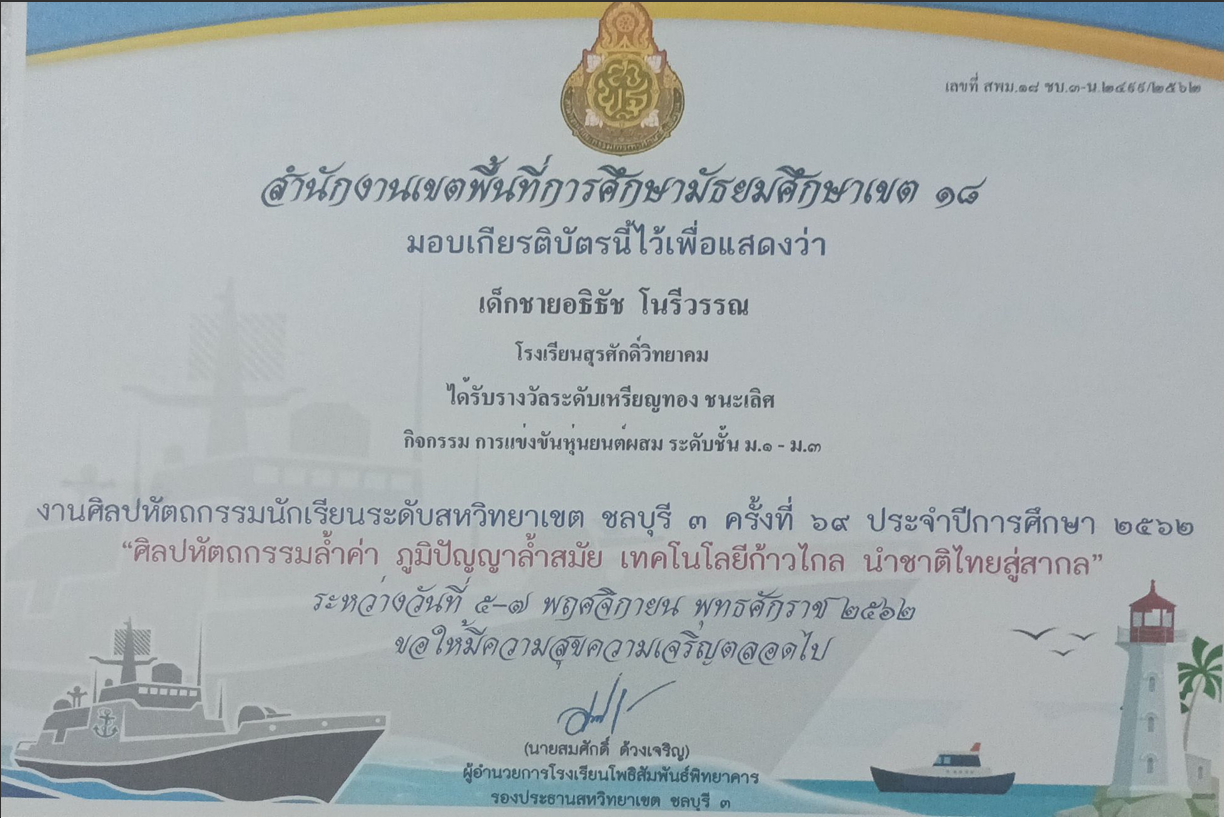 เลขที่ สพม.๑๘ ชบ.๓-น.๒๔๙๙/๒๕๖๒
สำนักงานเขตพื้นที่การศึกษามัธยมศึกษาเขต ๑๘
มอบเกียรติบัตรนี้ไว้เพื่อแสดงว่า
เด็กชายอธิธัช โนรีวรรณ
โรงเรียนสุรศักดิ์วิทยาคม
ได้รับรางวัลระดับเหรียญทอง ชนะเลิศ
กิจกรรม การแข่งขันหุ่นยนต์ผสม ระดับชั้น ม.๑ - ม.๓
งานศิลปหัตถกรรมนักเรียนระดับสหวิทยาเขต ชลบุรี ๓ ครั้งที่ ๖๙ ประจำปีการศึกษา ๒๕๖๒
“ศิลปหัตถกรรมล้ำค่า ภูมิปัญญาล้ำสมัย เทคโนโลยีก้าวไกล นำชาติไทยสู่สากล”
ระหว่างวันที่ ๕-๗ พฤศจิกายน พุทธศักราช ๒๕๖๒
ขอให้มีความสุขความเจริญตลอดไป
(นายสมศักดิ์ ด้วงเจริญ)
ผู้อำนวยการโรงเรียนโพธิสัมพันธ์พิทยาคาร
รองประธานสหวิทยาเขต ชลบุรี ๓